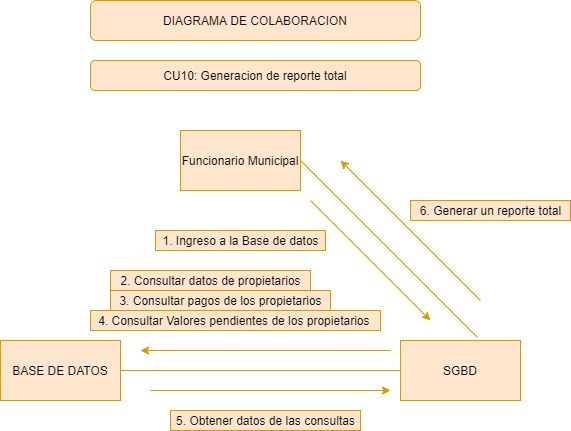 DIAGRAMA DE COLABORACION
CU10: Generacion de reporte total
Funcionario Municipal
6. Generar un reporte total
1. Ingreso a la Base de datos
2. Consultar datos de propietarios
3. Consultar pagos de los propietarios
4. Consultar Valores pendientes de los propietarios
BASE DE DATOS
SGBD
5. Obtener datos de las consultas